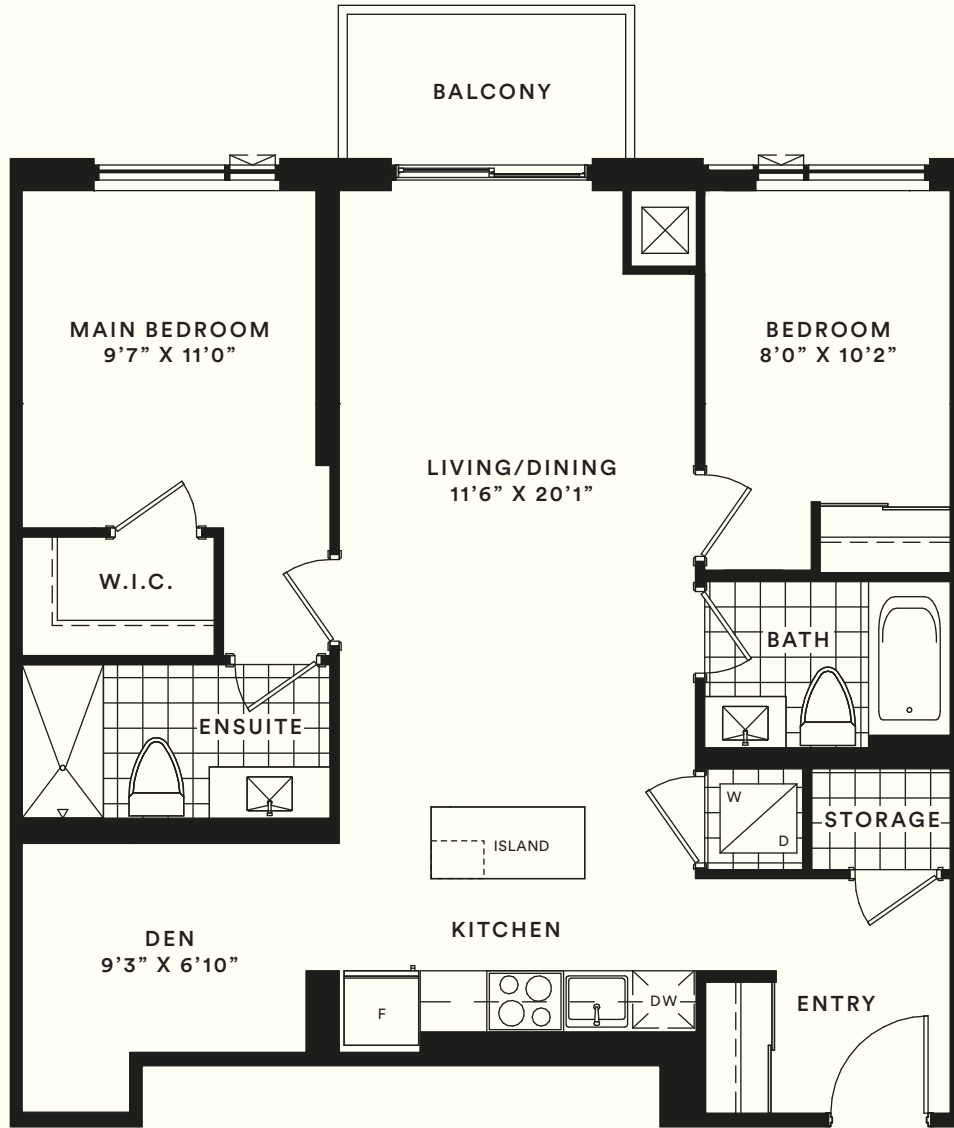 BALCONY
MAIN BEDROOM
9’7” X 11’0”
BEDROOM
8’0” X 10’2”
LIVING/DINING
11’6” X 20’1”
W.I.C.
BATH
ENSUITE
W
D
STORAGE
ISLAND
KITCHEN
DEN
9’3” X 6’10”
F
DW
ENTRY